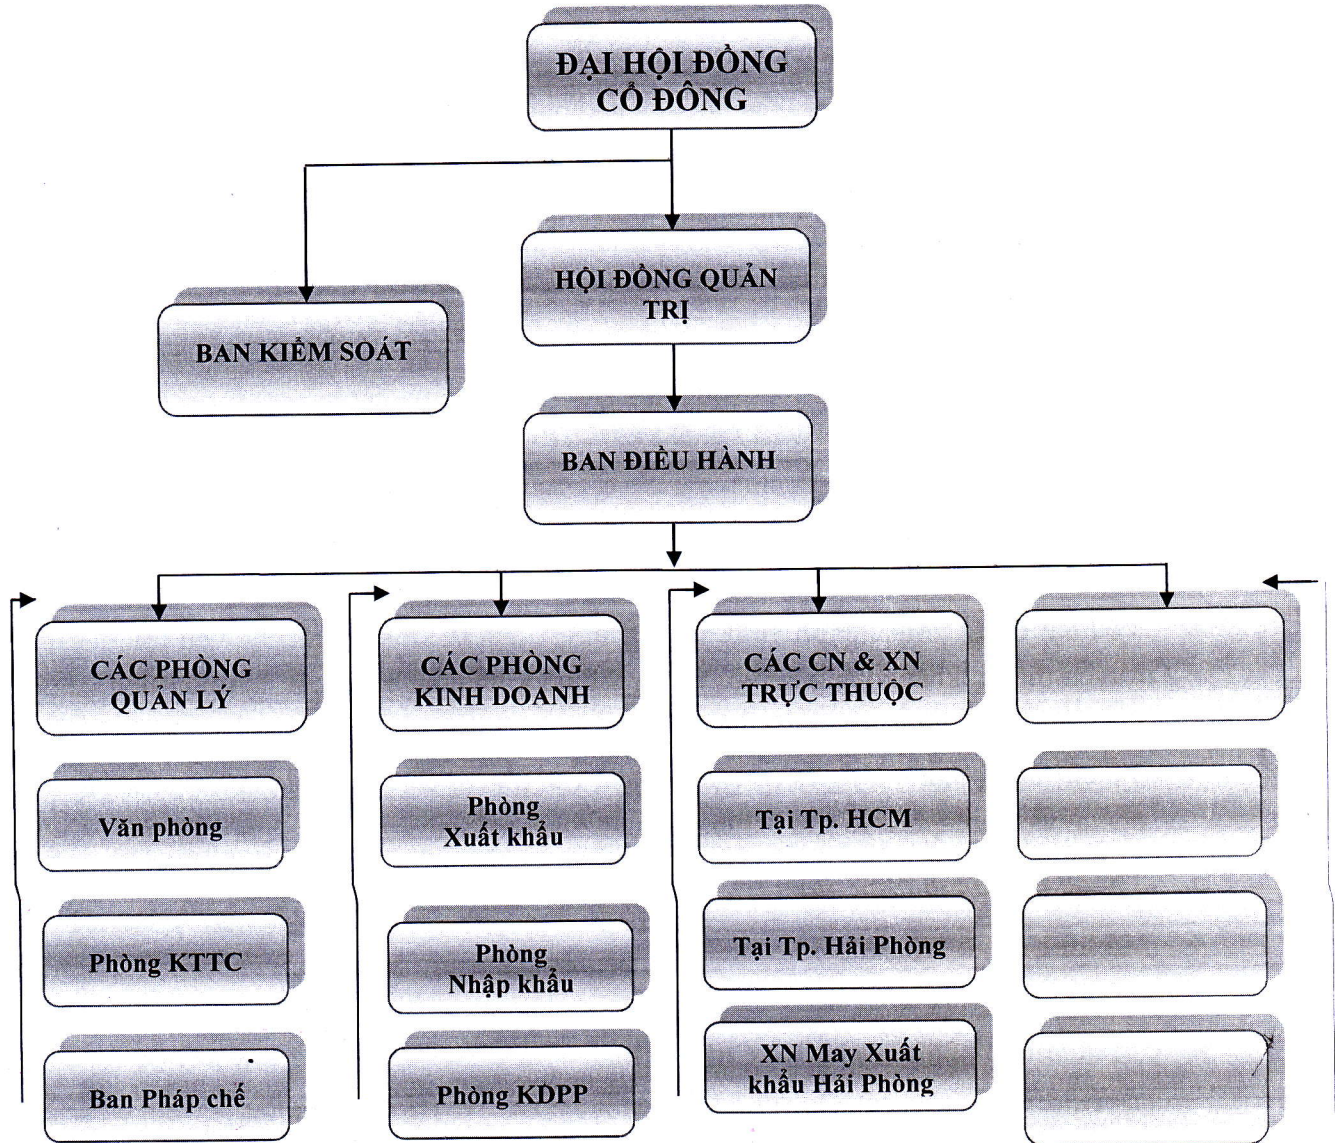 ĐẠI HỘI ĐỒNG
CỔ ĐÔNG
HỘI ĐỒNG QUẢN
TRỊ
BAN KIỂM SOÁT
BAN ĐIỀU HÀNH
CÁC PHÒNG
QUẢN LÝ
CÁC PHÒNG
KINH DOANH
CÁC CN & XN
TRỰC THUỘC
Văn phòng
Phòng
Xuất khẩu
Tại Tp. HCM
Phòng KTTC
Phòng
Nhập khẩu
Tại Tp. Hải Phòng
Ban Pháp chế
Phòng KDPP
XN May Xuất
khẩu Hải Phòng